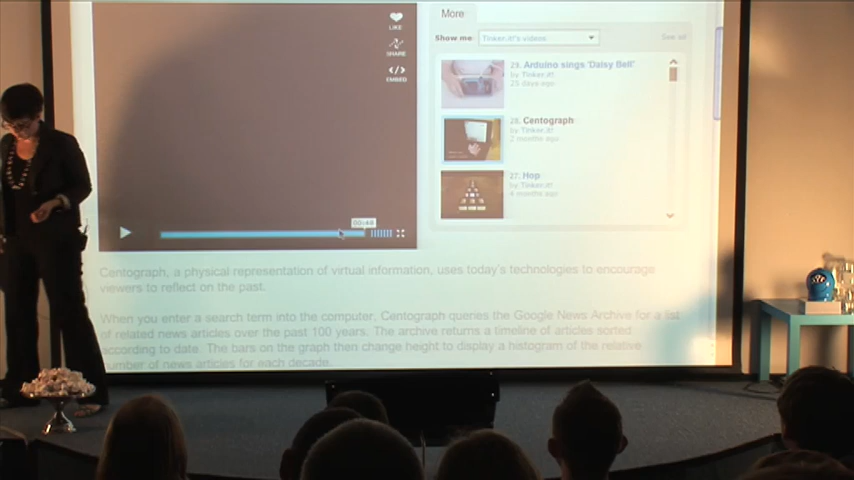 LIKE
SHARE
EMBED
More
Show me: Tinker.it!'s videos
See all
29. Arduino sings 'Daisy Bell'
by Tinker.it!
25 days ago
28. Centograph
by Tinker.it!
2 months ago
27. Hop
by Tinker.it!
4 months ago
00:48
Centograph, a physical representation of virtual information, uses today's technologies to encourage
viewers to reflect on the past.
When you enter a search term into the computer, Centograph queries the Google News Archive for a list
of related news articles over the past 100 years. The archive returns a timeline of articles sorted
according to date. The bars on the graph then change height to display a histogram of the relative
number of news articles for each decade.